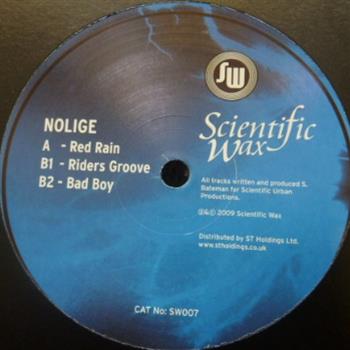 SW
NOLIGE
A - Red Rain
B1 - Riders Groove
B2 - Bad Boy
Scientific
Wax
All tracks written and produced S.
Bateman for Scientific Urban
Productions.
℗&© 2009 Scientific Wax
Distributed by ST Holdings Ltd.
www.stholdings.co.uk
CAT No: SW007